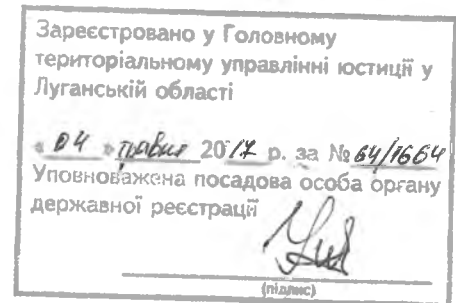 Зареєстровано у Головному
територіальному управлінні юстиції у
Луганській області
«04» травня 2017 р. за № 64/1664
Уповноважена посадова особа органу
державної реєстрації
(підпис)